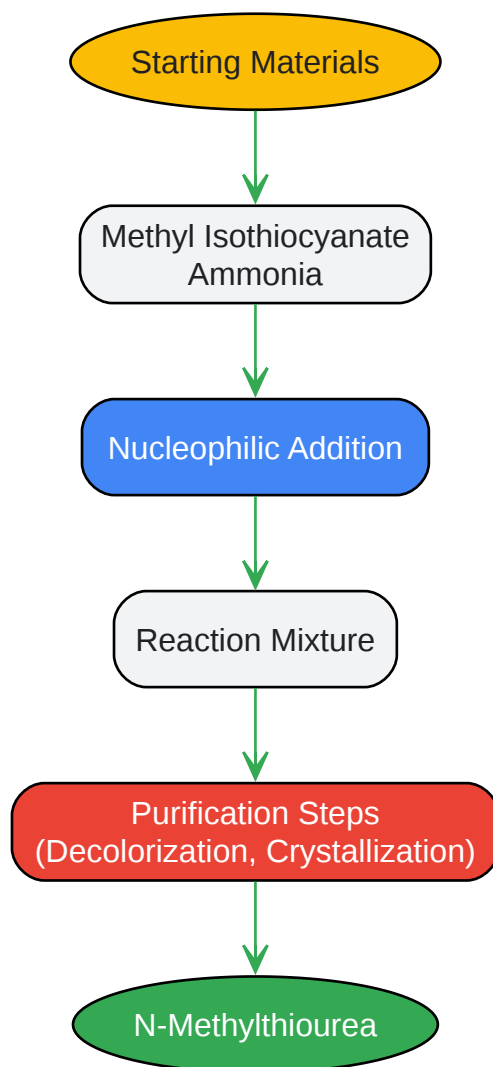 Starting Materials
Methyl Isothiocyanate
Ammonia
Nucleophilic Addition
Reaction Mixture
Purification Steps
(Decolorization, Crystallization)
N-Methylthiourea